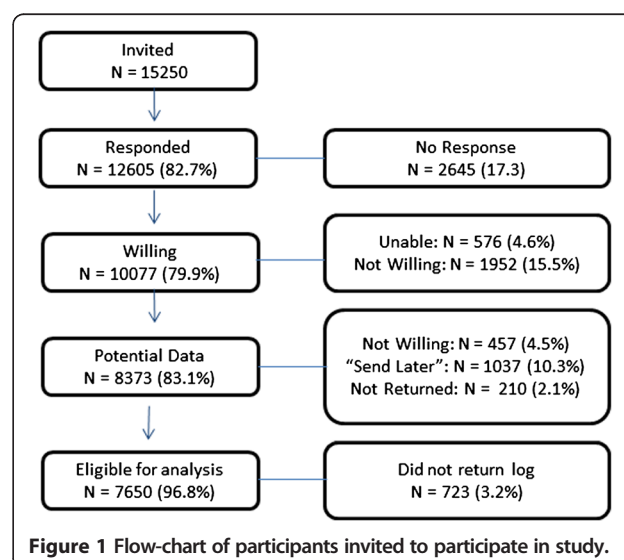 Invited
N = 15250
Responded
N = 12605 (82.7%)
No Response
N = 2645 (17.3)
Willing
N = 10077 (79.9%)
Unable: N = 576 (4.6%)
Not Willing: N = 1952 (15.5%)
Potential Data
N = 8373 (83.1%)
Not Willing: N = 457 (4.5%)
“Send Later”: N = 1037 (10.3%)
Not Returned: N = 210 (2.1%)
Eligible for analysis
N = 7650 (96.8%)
Did not return log
N = 723 (3.2%)
Figure 1 Flow-chart of participants invited to participate in study.